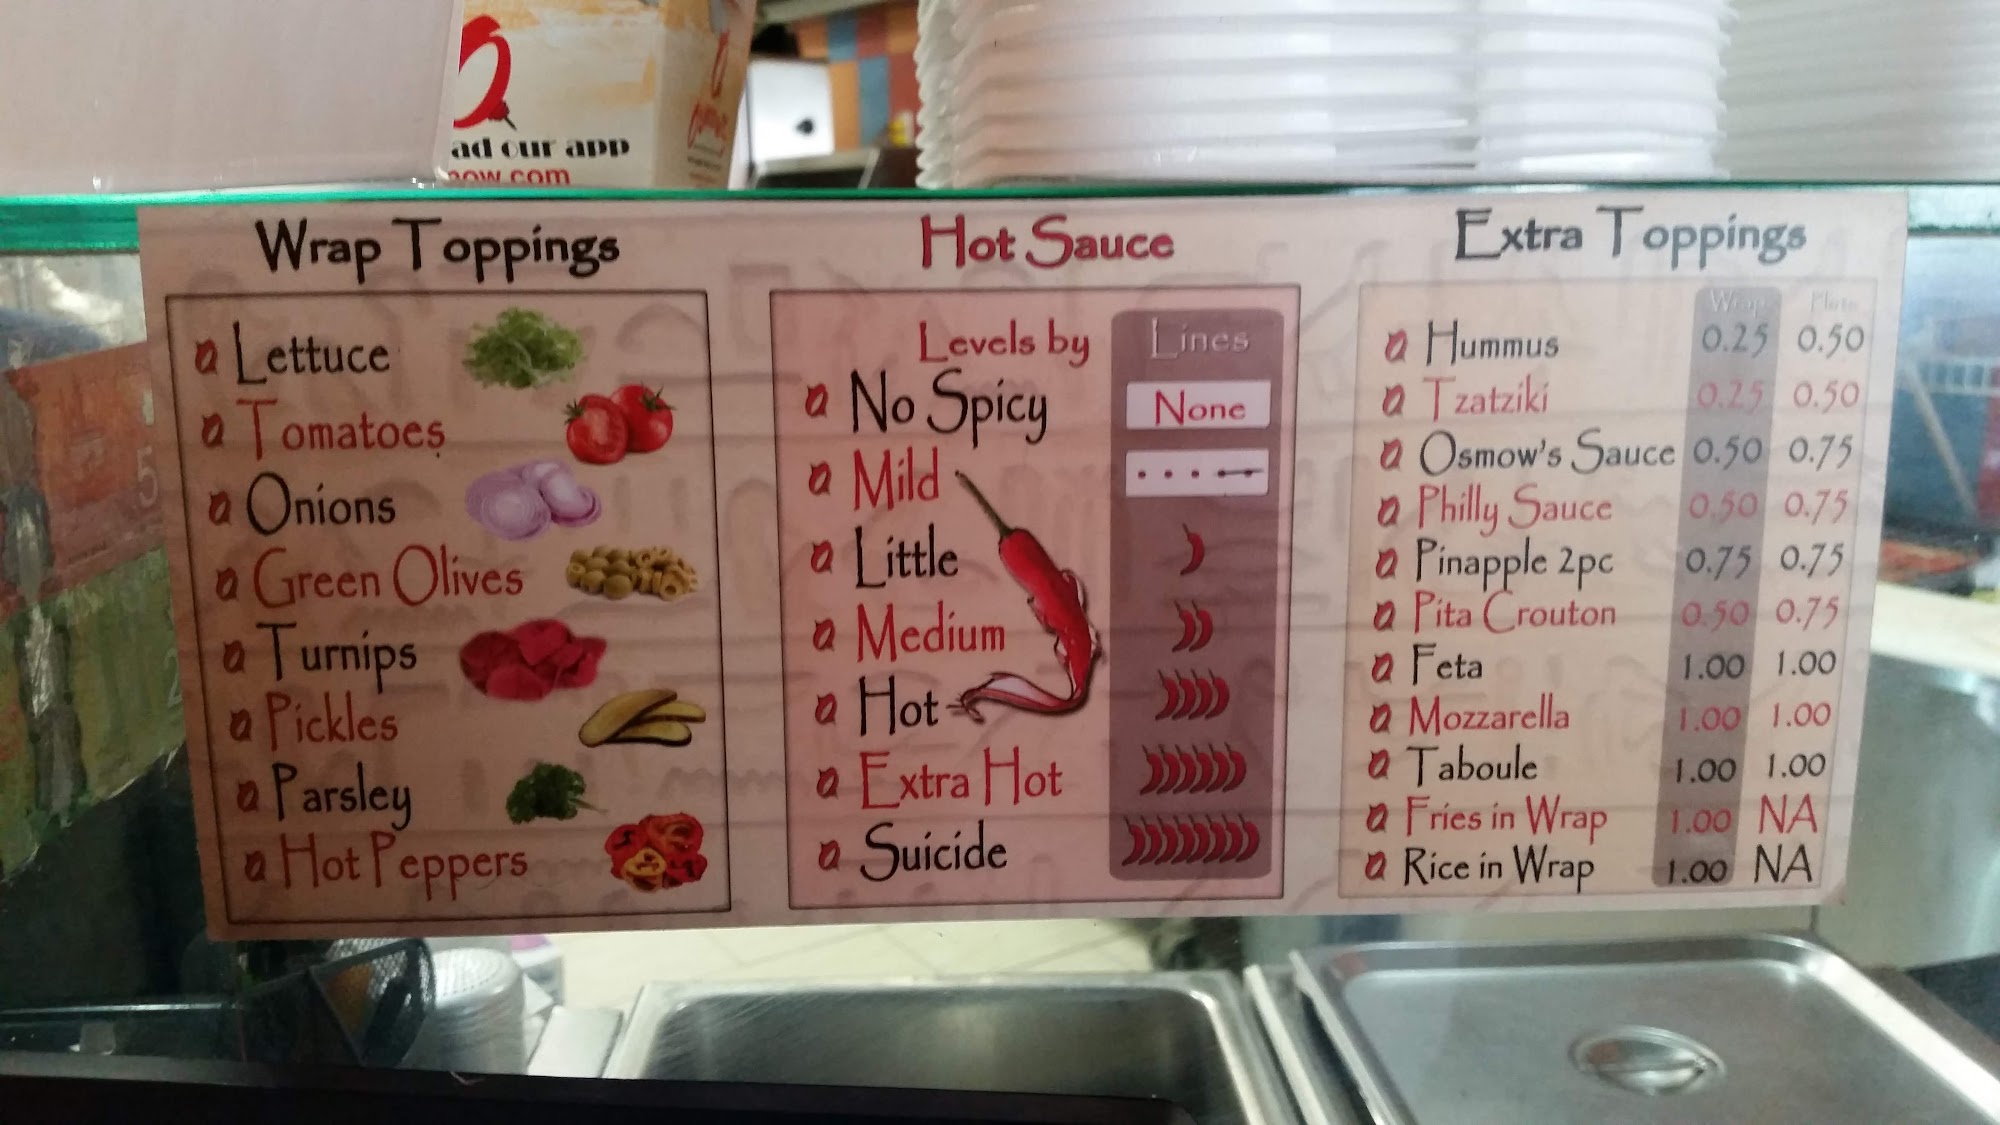 ad our app
now.com
Wrap Toppings
Lettuce
Tomatoes
Onions
Green Olives
Turnips
Pickles
Parsley
Hot Peppers
Hot Sauce
Levels by Lines
No Spicy None
Mild
Little
Medium
Hot
Extra Hot
Suicide
Extra Toppings
Wrap Plate
Hummus 0.25 0.50
Tzatziki 0.25 0.50
Osmow's Sauce 0.50 0.75
Philly Sauce 0.50 0.75
Pinapple 2pc 0.75 0.75
Pita Crouton 0.50 0.75
Feta 1.00 1.00
Mozzarella 1.00 1.00
Taboule 1.00 1.00
Fries in Wrap 1.00 NA
Rice in Wrap 1.00 NA
5